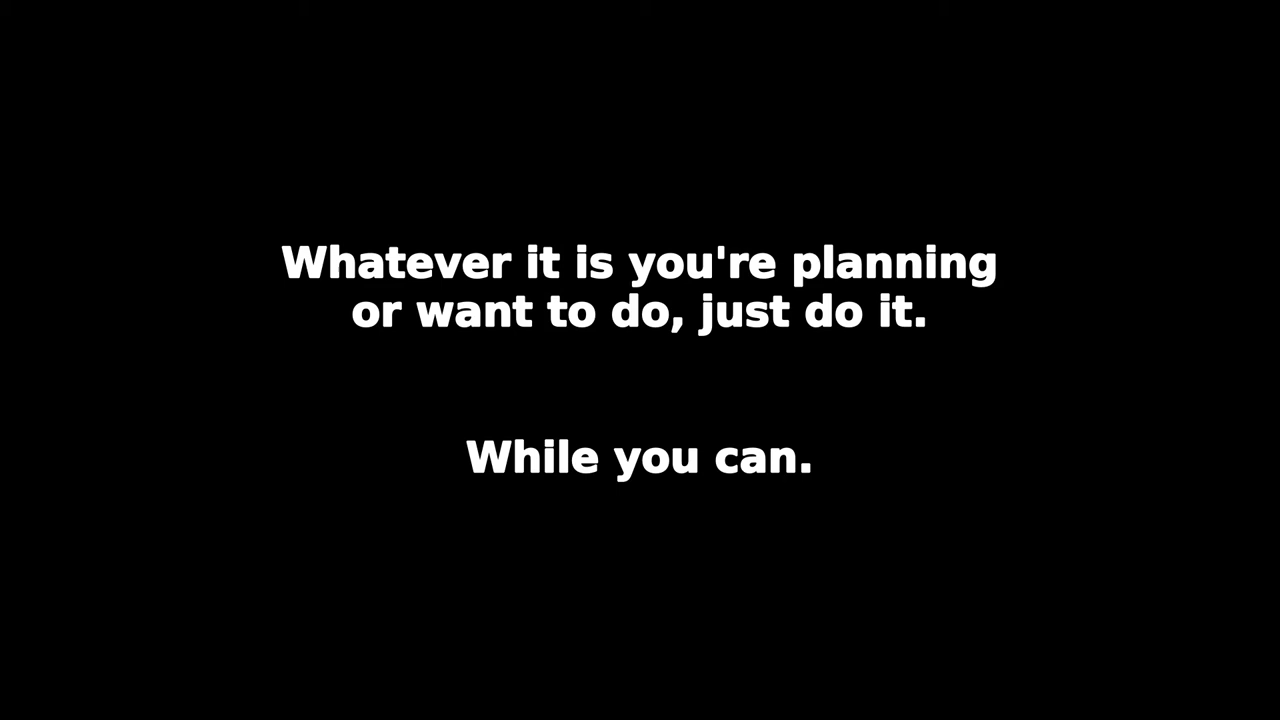 Whatever it is you're planning
or want to do, just do it.
While you can.